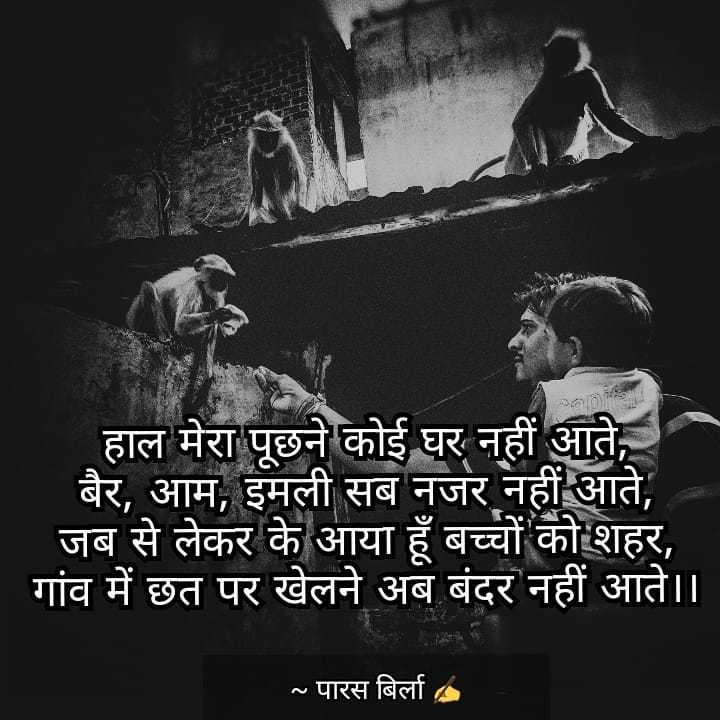 हाल मेरा पूछने कोई घर नहीं आते,
बैर, आम, इमली सब नजर नहीं आते,
जब से लेकर के आया हूँ बच्चों को शहर,
गांव में छत पर खेलने अब बंदर नहीं आते।।
~ पारस बिर्ला ✍️